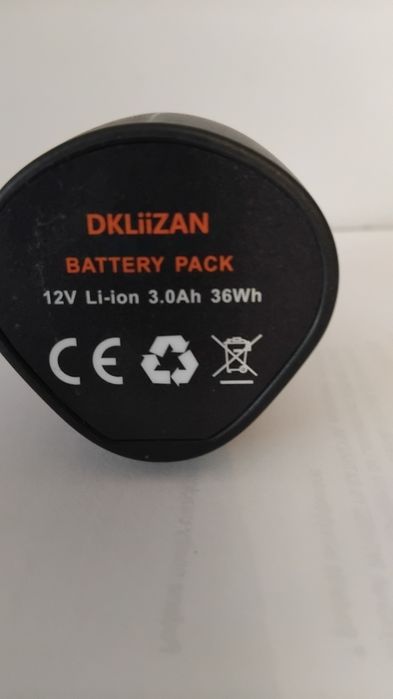 DKLiiZAN
BATTERY PACK
12V Li-ion 3.0Ah 36Wh
CE